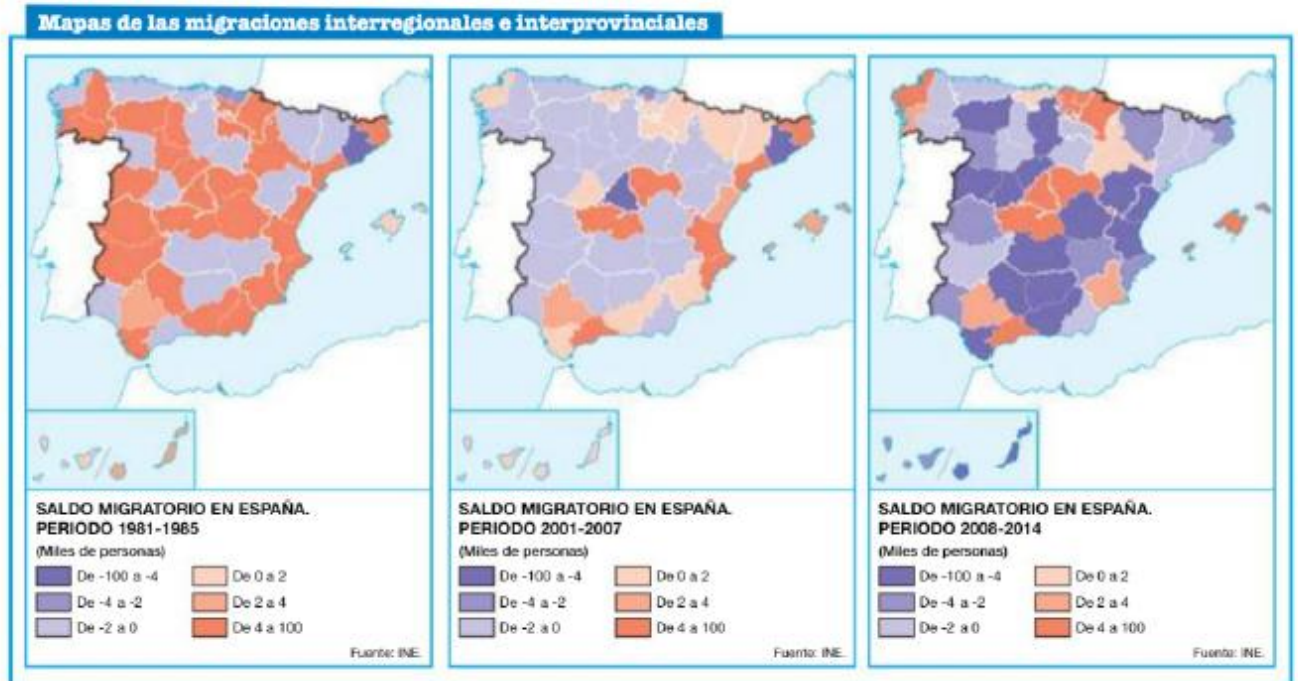 Mapas de las migraciones interregionales e interprovinciales
SALDO MIGRATORIO EN ESPAÑA.
PERIODO 1981-1985
(Miles de personas)
De -100 a -4
De 0 a 2
De -4 a -2
De 2 a 4
De -2 a 0
De 4 a 100
Fuente: INE.
SALDO MIGRATORIO EN ESPAÑA.
PERIODO 2001-2007
(Miles de personas)
De -100 a -4
De 0 a 2
De -4 a -2
De 2 a 4
De -2 a 0
De 4 a 100
Fuente: INE.
SALDO MIGRATORIO EN ESPAÑA.
PERIODO 2008-2014
(Miles de personas)
De -100 a -4
De 0 a 2
De -4 a -2
De 2 a 4
De -2 a 0
De 4 a 100
Fuente: INE.